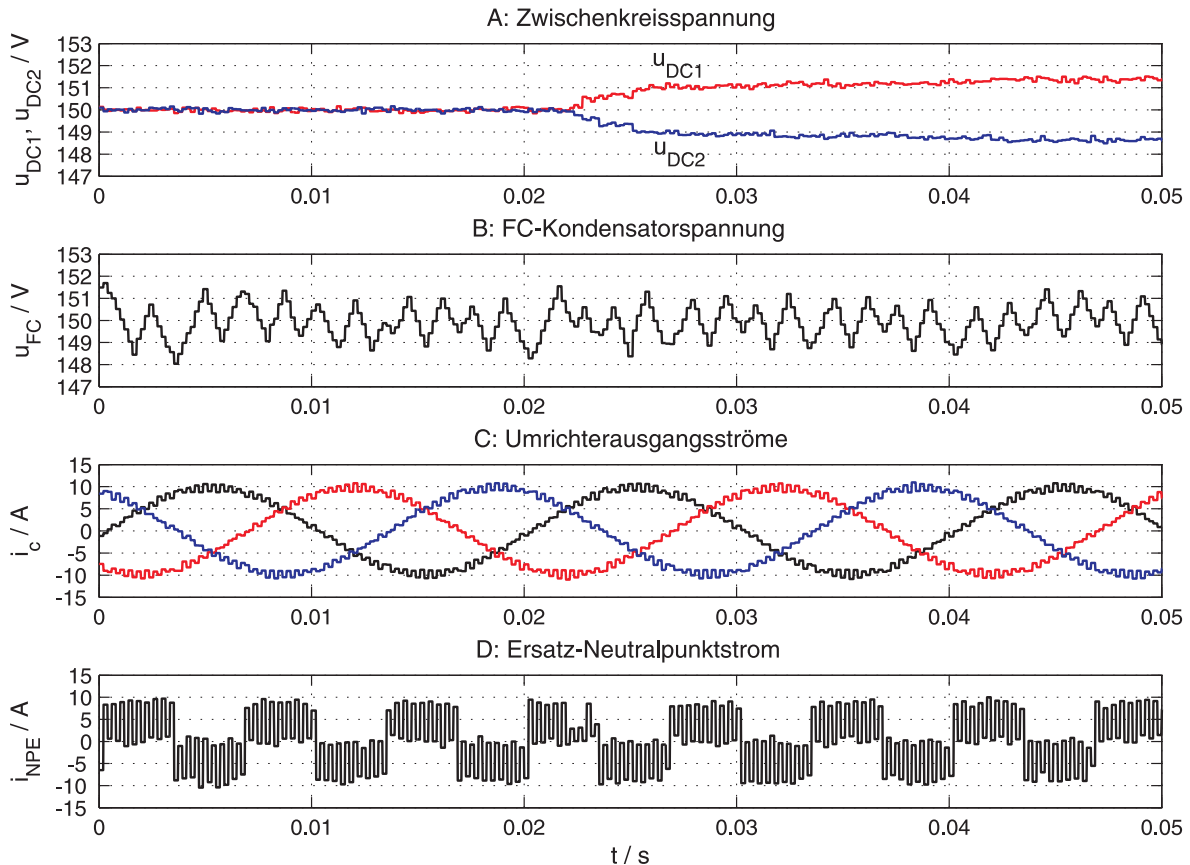 A: Zwischenkreisspannung
u_DC1, u_DC2 / V
153
152
151
150
149
148
147
u_DC1
u_DC2
0 0.01 0.02 0.03 0.04 0.05
B: FC-Kondensatorspannung
u_FC / V
153
152
151
150
149
148
147
0 0.01 0.02 0.03 0.04 0.05
C: Umrichterausgangsströme
i_c / A
15
10
5
0
-5
-10
-15
0 0.01 0.02 0.03 0.04 0.05
D: Ersatz-Neutralpunktstrom
i_NPE / A
15
10
5
0
-5
-10
-15
0 0.01 0.02 0.03 0.04 0.05
t / s